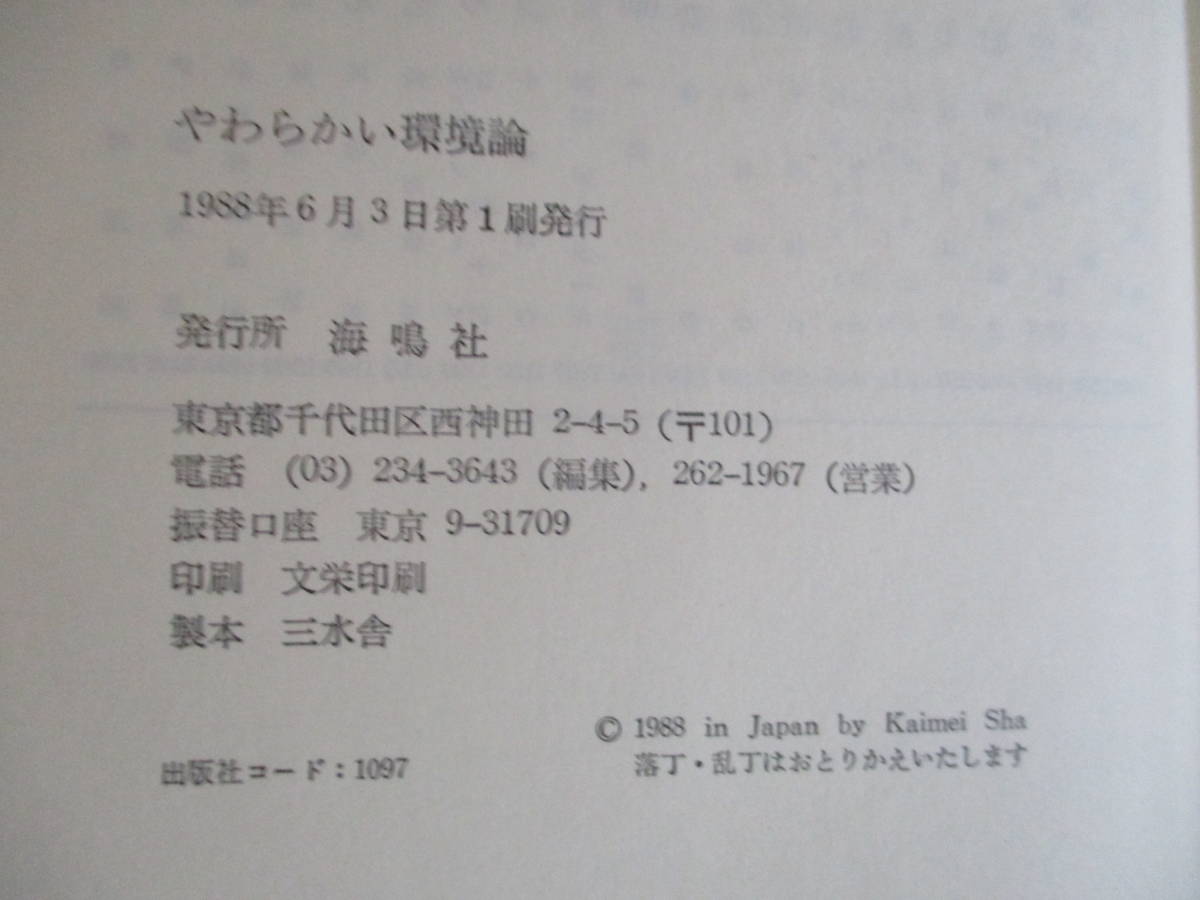 やわらかい環境論
1988年6月3日第1刷発行
発行所 海鳴社
東京都千代田区西神田 2-4-5 (〒101)
電話 (03) 234-3643 (編集), 262-1967 (営業)
振替口座 東京 9-31709
印刷 文栄印刷
製本 三水舎
© 1988 in Japan by Kaimei Sha
出版社コード:1097
落丁・乱丁はおとりかえいたします